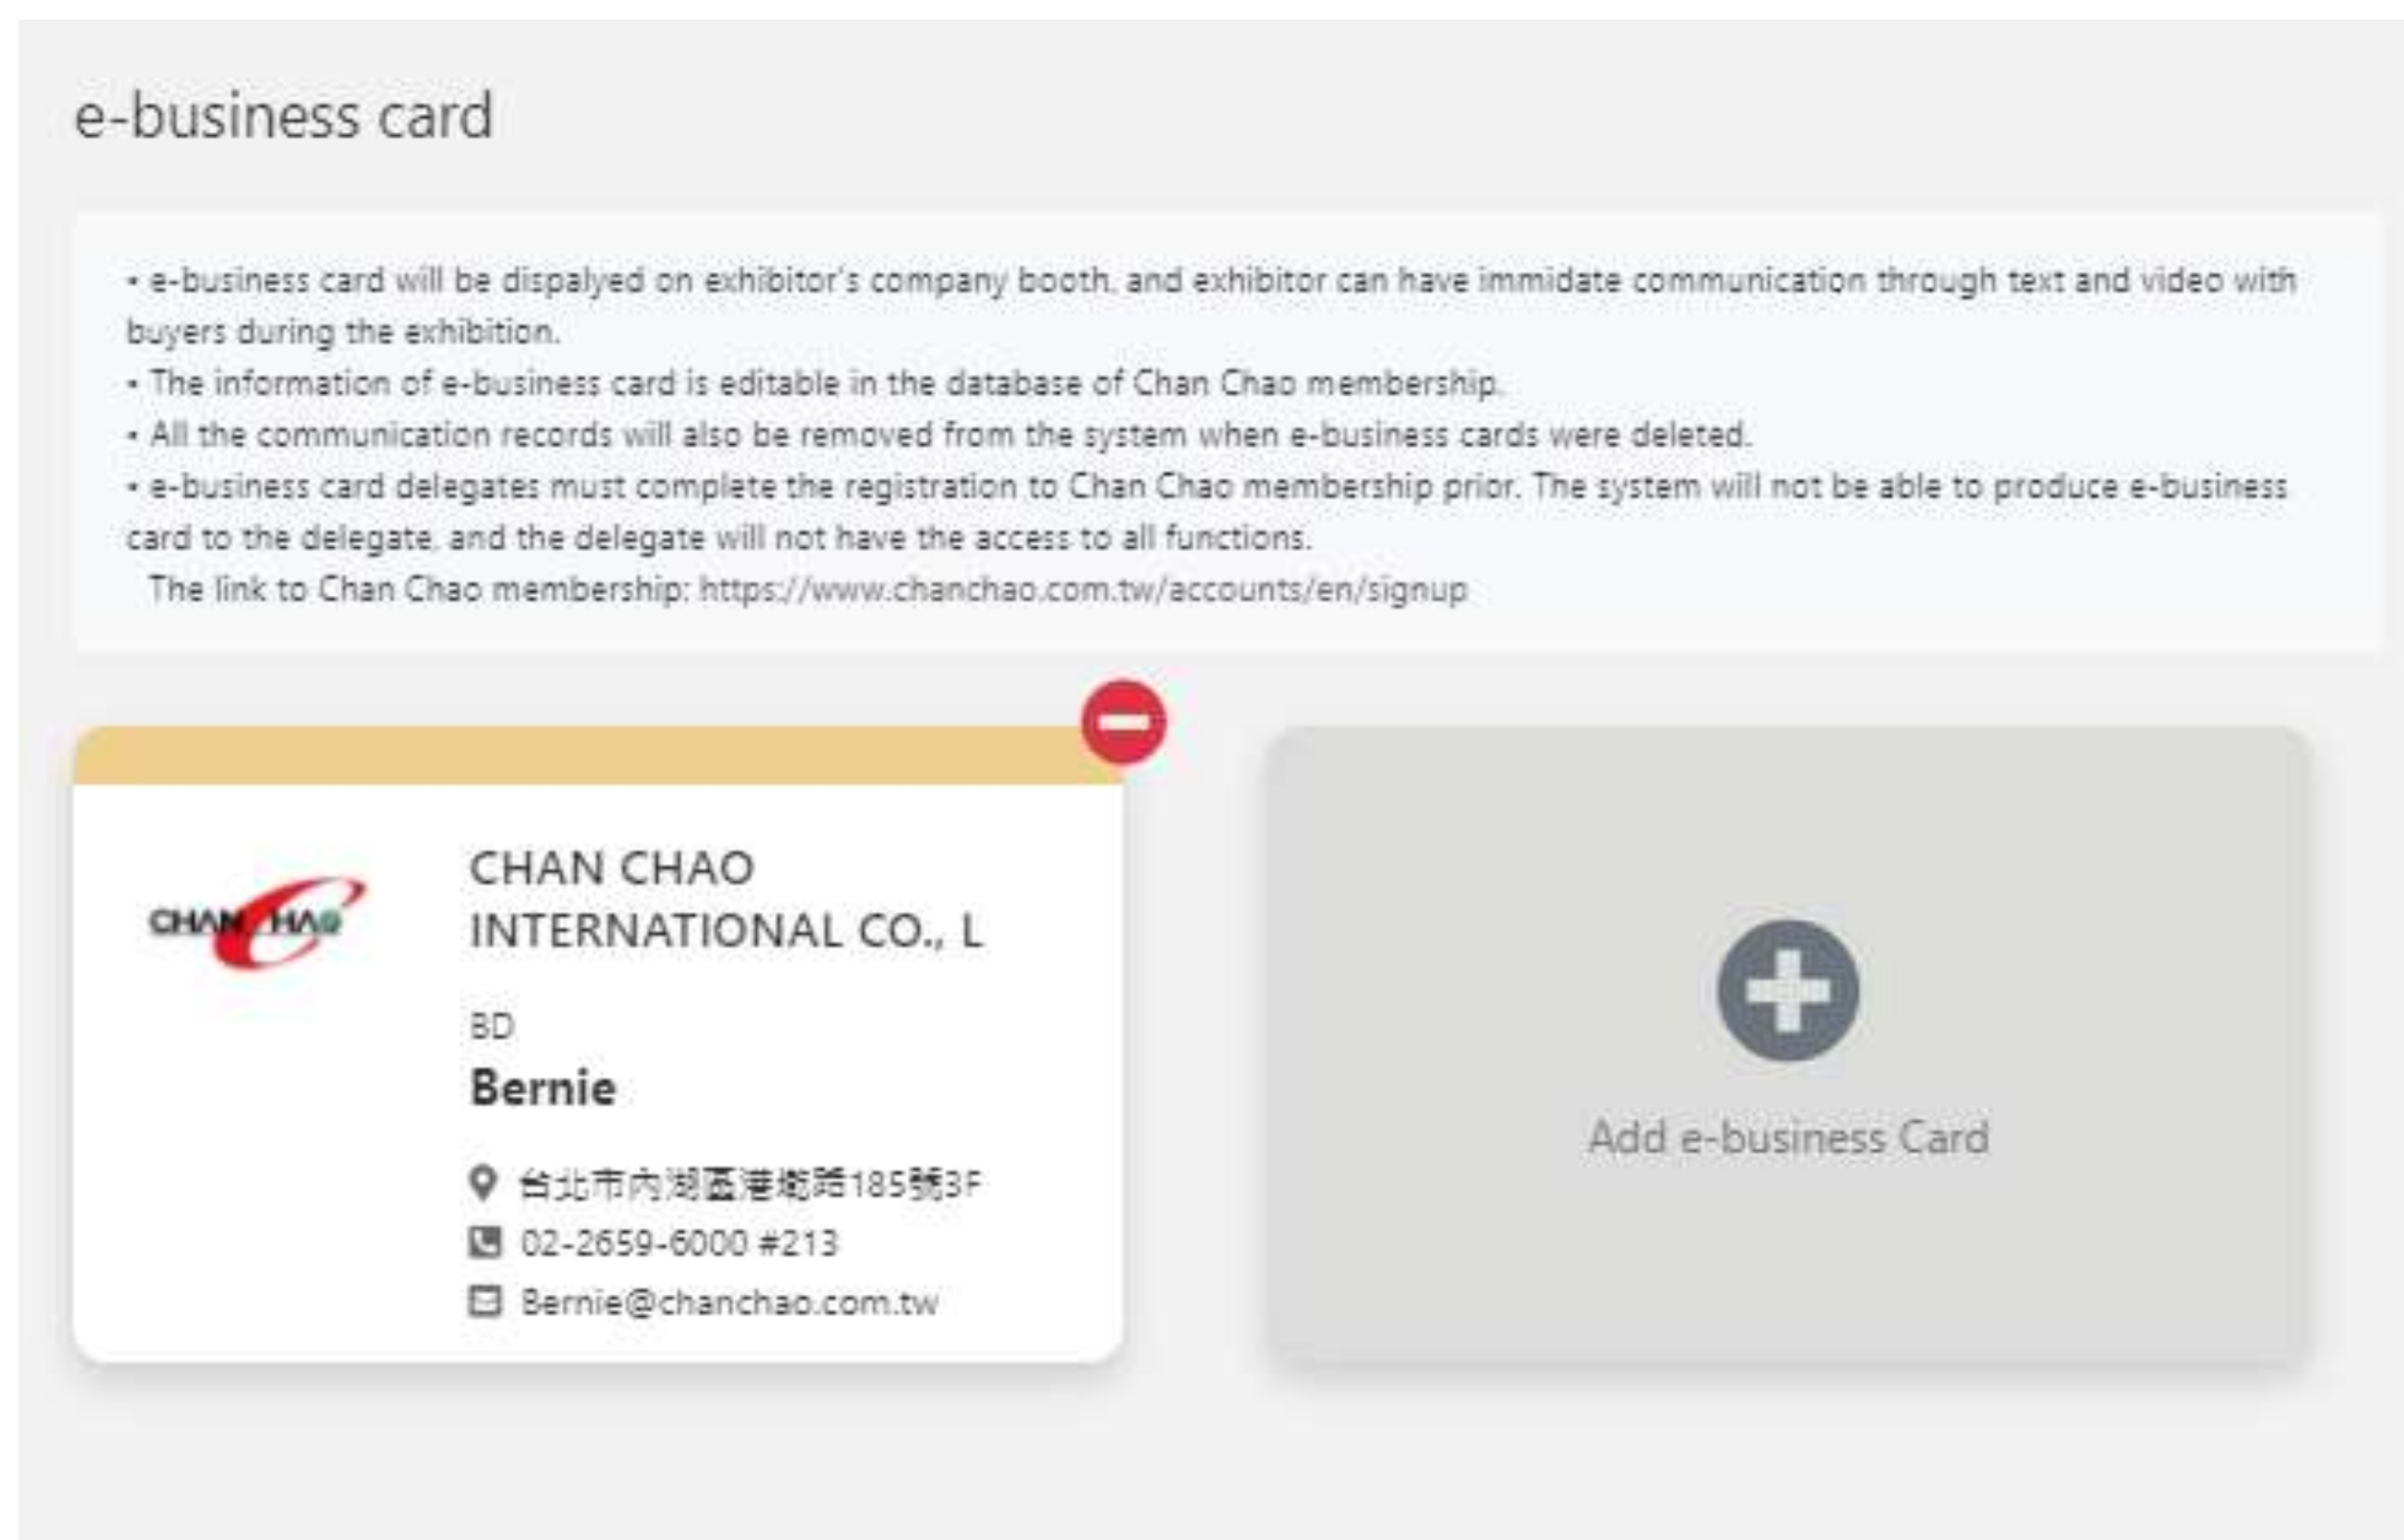 e-business card
• e-business card will be dispalyed on exhibitor's company booth, and exhibitor can have immidate communication through text and video with
buyers during the exhibition.
• The information of e-business card is editable in the database of Chan Chao membership.
• All the communication records will also be removed from the system when e-business cards were deleted.
• e-business card delegates must complete the registration to Chan Chao membership prior. The system will not be able to produce e-business
card to the delegate, and the delegate will not have the access to all functions.
The link to Chan Chao membership: https://www.chanchao.com.tw/accounts/en/signup
CHAN CHAO
CHAN CHAO
INTERNATIONAL CO., L
BD
Bernie
台北市內湖區港墘路185號3F
02-2659-6000 #213
Bernie@chanchao.com.tw
Add e-business Card